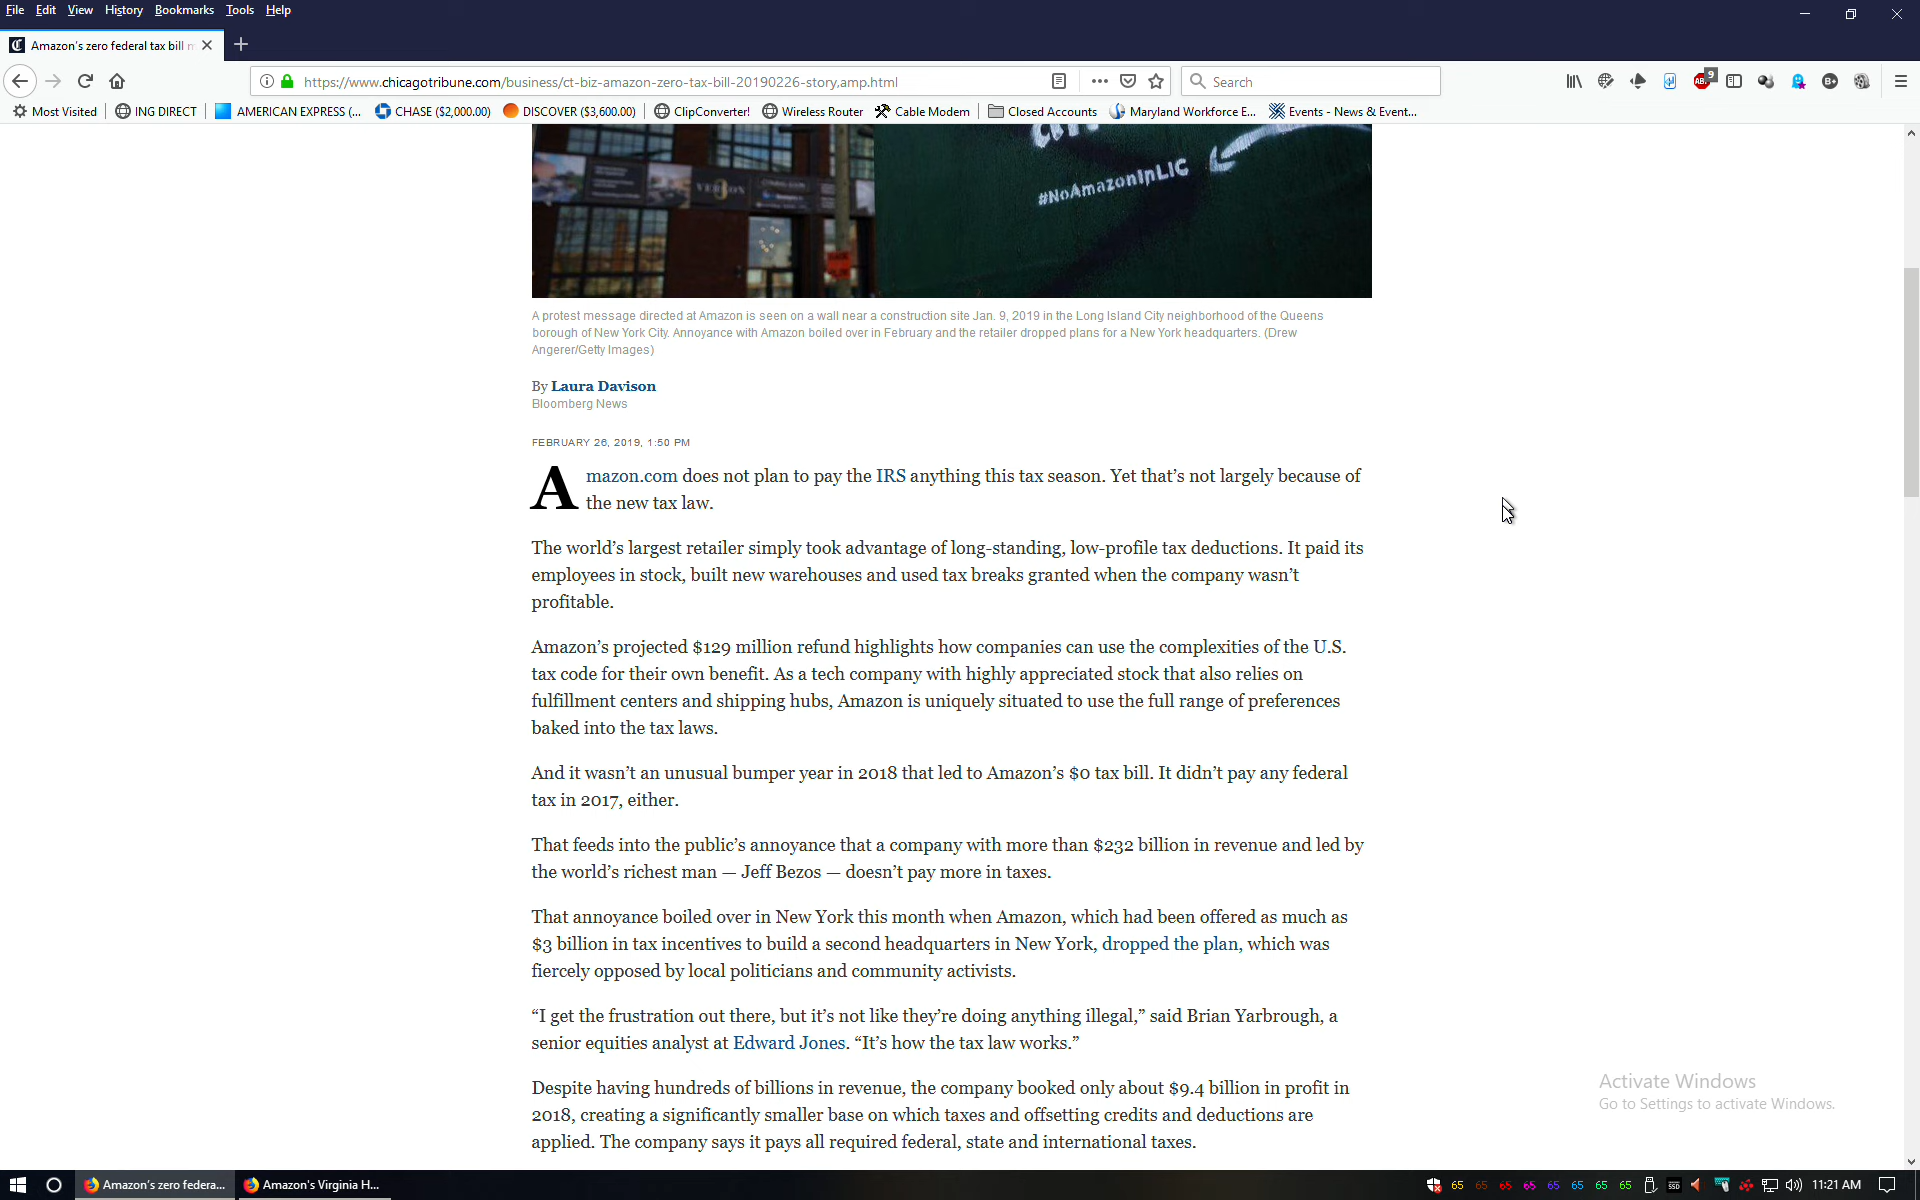 File Edit View History Bookmarks Tools Help
Amazon's zero federal tax bill
https://www.chicagotribune.com/business/ct-biz-amazon-zero-tax-bill-20190226-story,amp.html
Search
9
Most Visited ING DIRECT AMERICAN EXPRESS (... CHASE ($2,000.00) DISCOVER ($3,600.00) ClipConverter! Wireless Router Cable Modem Closed Accounts Maryland Workforce E... Events - News & Event...
#NoAmazonInLIC
A protest message directed at Amazon is seen on a wall near a construction site Jan. 9, 2019 in the Long Island City neighborhood of the Queens
borough of New York City. Annoyance with Amazon boiled over in February and the retailer dropped plans for a New York headquarters. (Drew
Angerer/Getty Images)
By Laura Davison
Bloomberg News
FEBRUARY 26, 2019, 1:50 PM
Amazon.com does not plan to pay the IRS anything this tax season. Yet that’s not largely because of
the new tax law.
The world’s largest retailer simply took advantage of long-standing, low-profile tax deductions. It paid its
employees in stock, built new warehouses and used tax breaks granted when the company wasn’t
profitable.
Amazon’s projected $129 million refund highlights how companies can use the complexities of the U.S.
tax code for their own benefit. As a tech company with highly appreciated stock that also relies on
fulfillment centers and shipping hubs, Amazon is uniquely situated to use the full range of preferences
baked into the tax laws.
And it wasn’t an unusual bumper year in 2018 that led to Amazon’s $0 tax bill. It didn’t pay any federal
tax in 2017, either.
That feeds into the public’s annoyance that a company with more than $232 billion in revenue and led by
the world’s richest man — Jeff Bezos — doesn’t pay more in taxes.
That annoyance boiled over in New York this month when Amazon, which had been offered as much as
$3 billion in tax incentives to build a second headquarters in New York, dropped the plan, which was
fiercely opposed by local politicians and community activists.
“I get the frustration out there, but it’s not like they’re doing anything illegal,” said Brian Yarbrough, a
senior equities analyst at Edward Jones. “It’s how the tax law works.”
Despite having hundreds of billions in revenue, the company booked only about $9.4 billion in profit in
2018, creating a significantly smaller base on which taxes and offsetting credits and deductions are
applied. The company says it pays all required federal, state and international taxes.
Activate Windows
Go to Settings to activate Windows.
Amazon's zero federa... Amazon's Virginia H... 65 65 65 65 65 65 65 65 SSD 11:21 AM